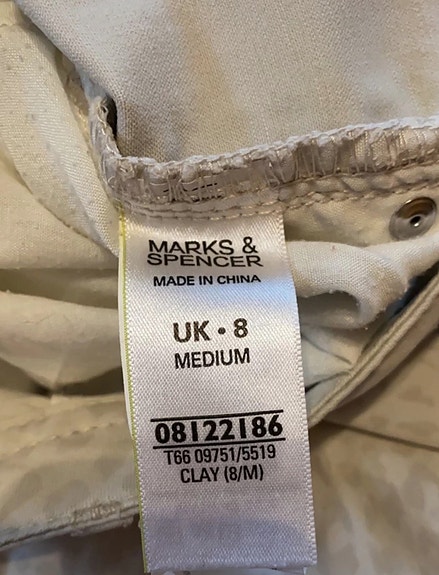 MARKS &
SPENCER
MADE IN CHINA
UK • 8
MEDIUM
08122186
T66 09751/5519
CLAY (8/M)